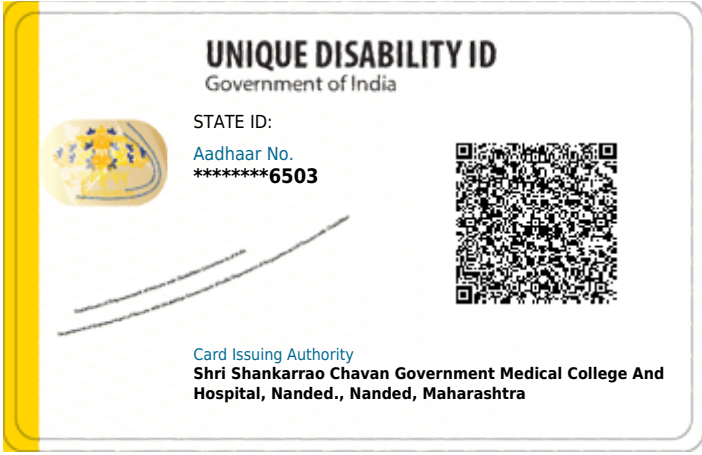 UNIQUE DISABILITY ID
Government of India
STATE ID:
Aadhaar No.
********6503
Card Issuing Authority
Shri Shankarrao Chavan Government Medical College And
Hospital, Nanded., Nanded, Maharashtra